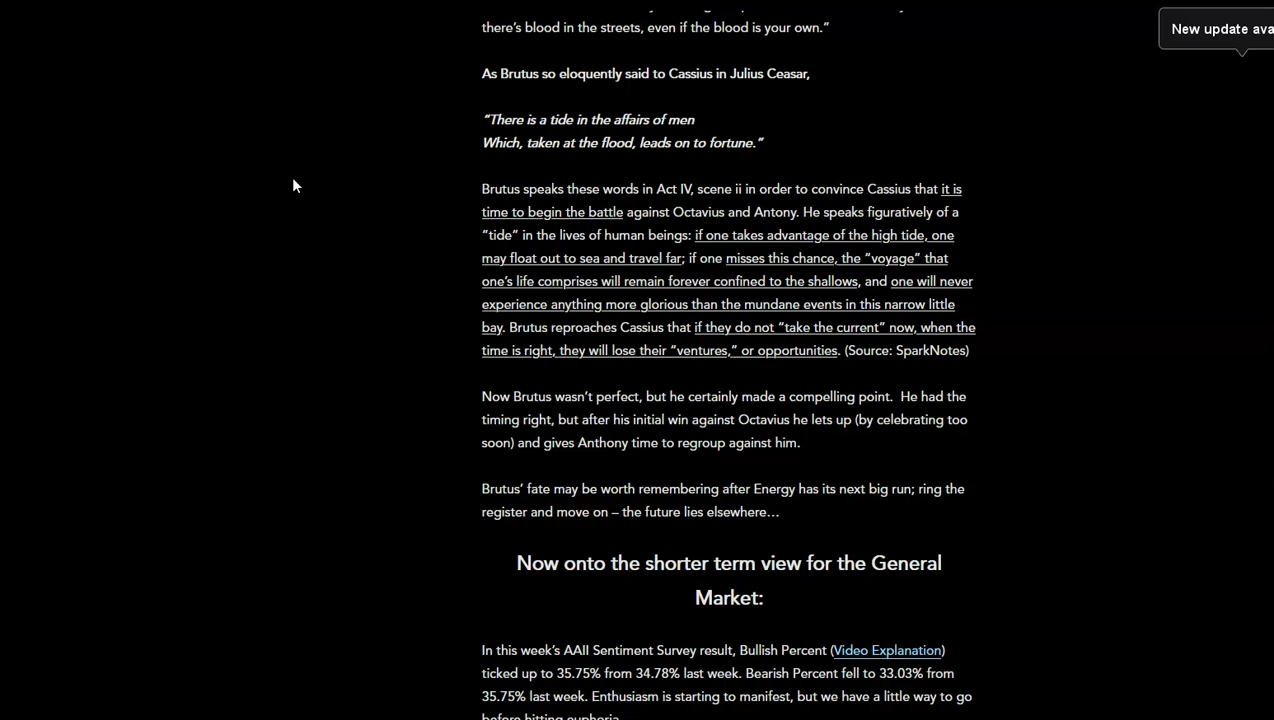 there’s blood in the streets, even if the blood is your own.”
New update ava
As Brutus so eloquently said to Cassius in Julius Ceasar,
“There is a tide in the affairs of men
Which, taken at the flood, leads on to fortune.”
Brutus speaks these words in Act IV, scene ii in order to convince Cassius that it is
time to begin the battle against Octavius and Antony. He speaks figuratively of a
“tide” in the lives of human beings: if one takes advantage of the high tide, one
may float out to sea and travel far; if one misses this chance, the “voyage” that
one’s life comprises will remain forever confined to the shallows, and one will never
experience anything more glorious than the mundane events in this narrow little
bay. Brutus reproaches Cassius that if they do not “take the current” now, when the
time is right, they will lose their “ventures,” or opportunities. (Source: SparkNotes)
Now Brutus wasn’t perfect, but he certainly made a compelling point.  He had the
timing right, but after his initial win against Octavius he lets up (by celebrating too
soon) and gives Anthony time to regroup against him.
Brutus’ fate may be worth remembering after Energy has its next big run; ring the
register and move on – the future lies elsewhere…
Now onto the shorter term view for the General
Market:
In this week’s AAII Sentiment Survey result, Bullish Percent (Video Explanation)
ticked up to 35.75% from 34.78% last week. Bearish Percent fell to 33.03% from
35.75% last week. Enthusiasm is starting to manifest, but we have a little way to go
before hitting euphoria.